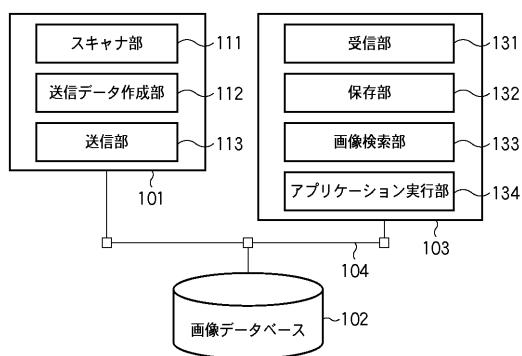 スキャナ部 111
送信データ作成部 112
送信部 113
101
受信部 131
保存部 132
画像検索部 133
アプリケーション実行部 134
103
104
画像データベース 102